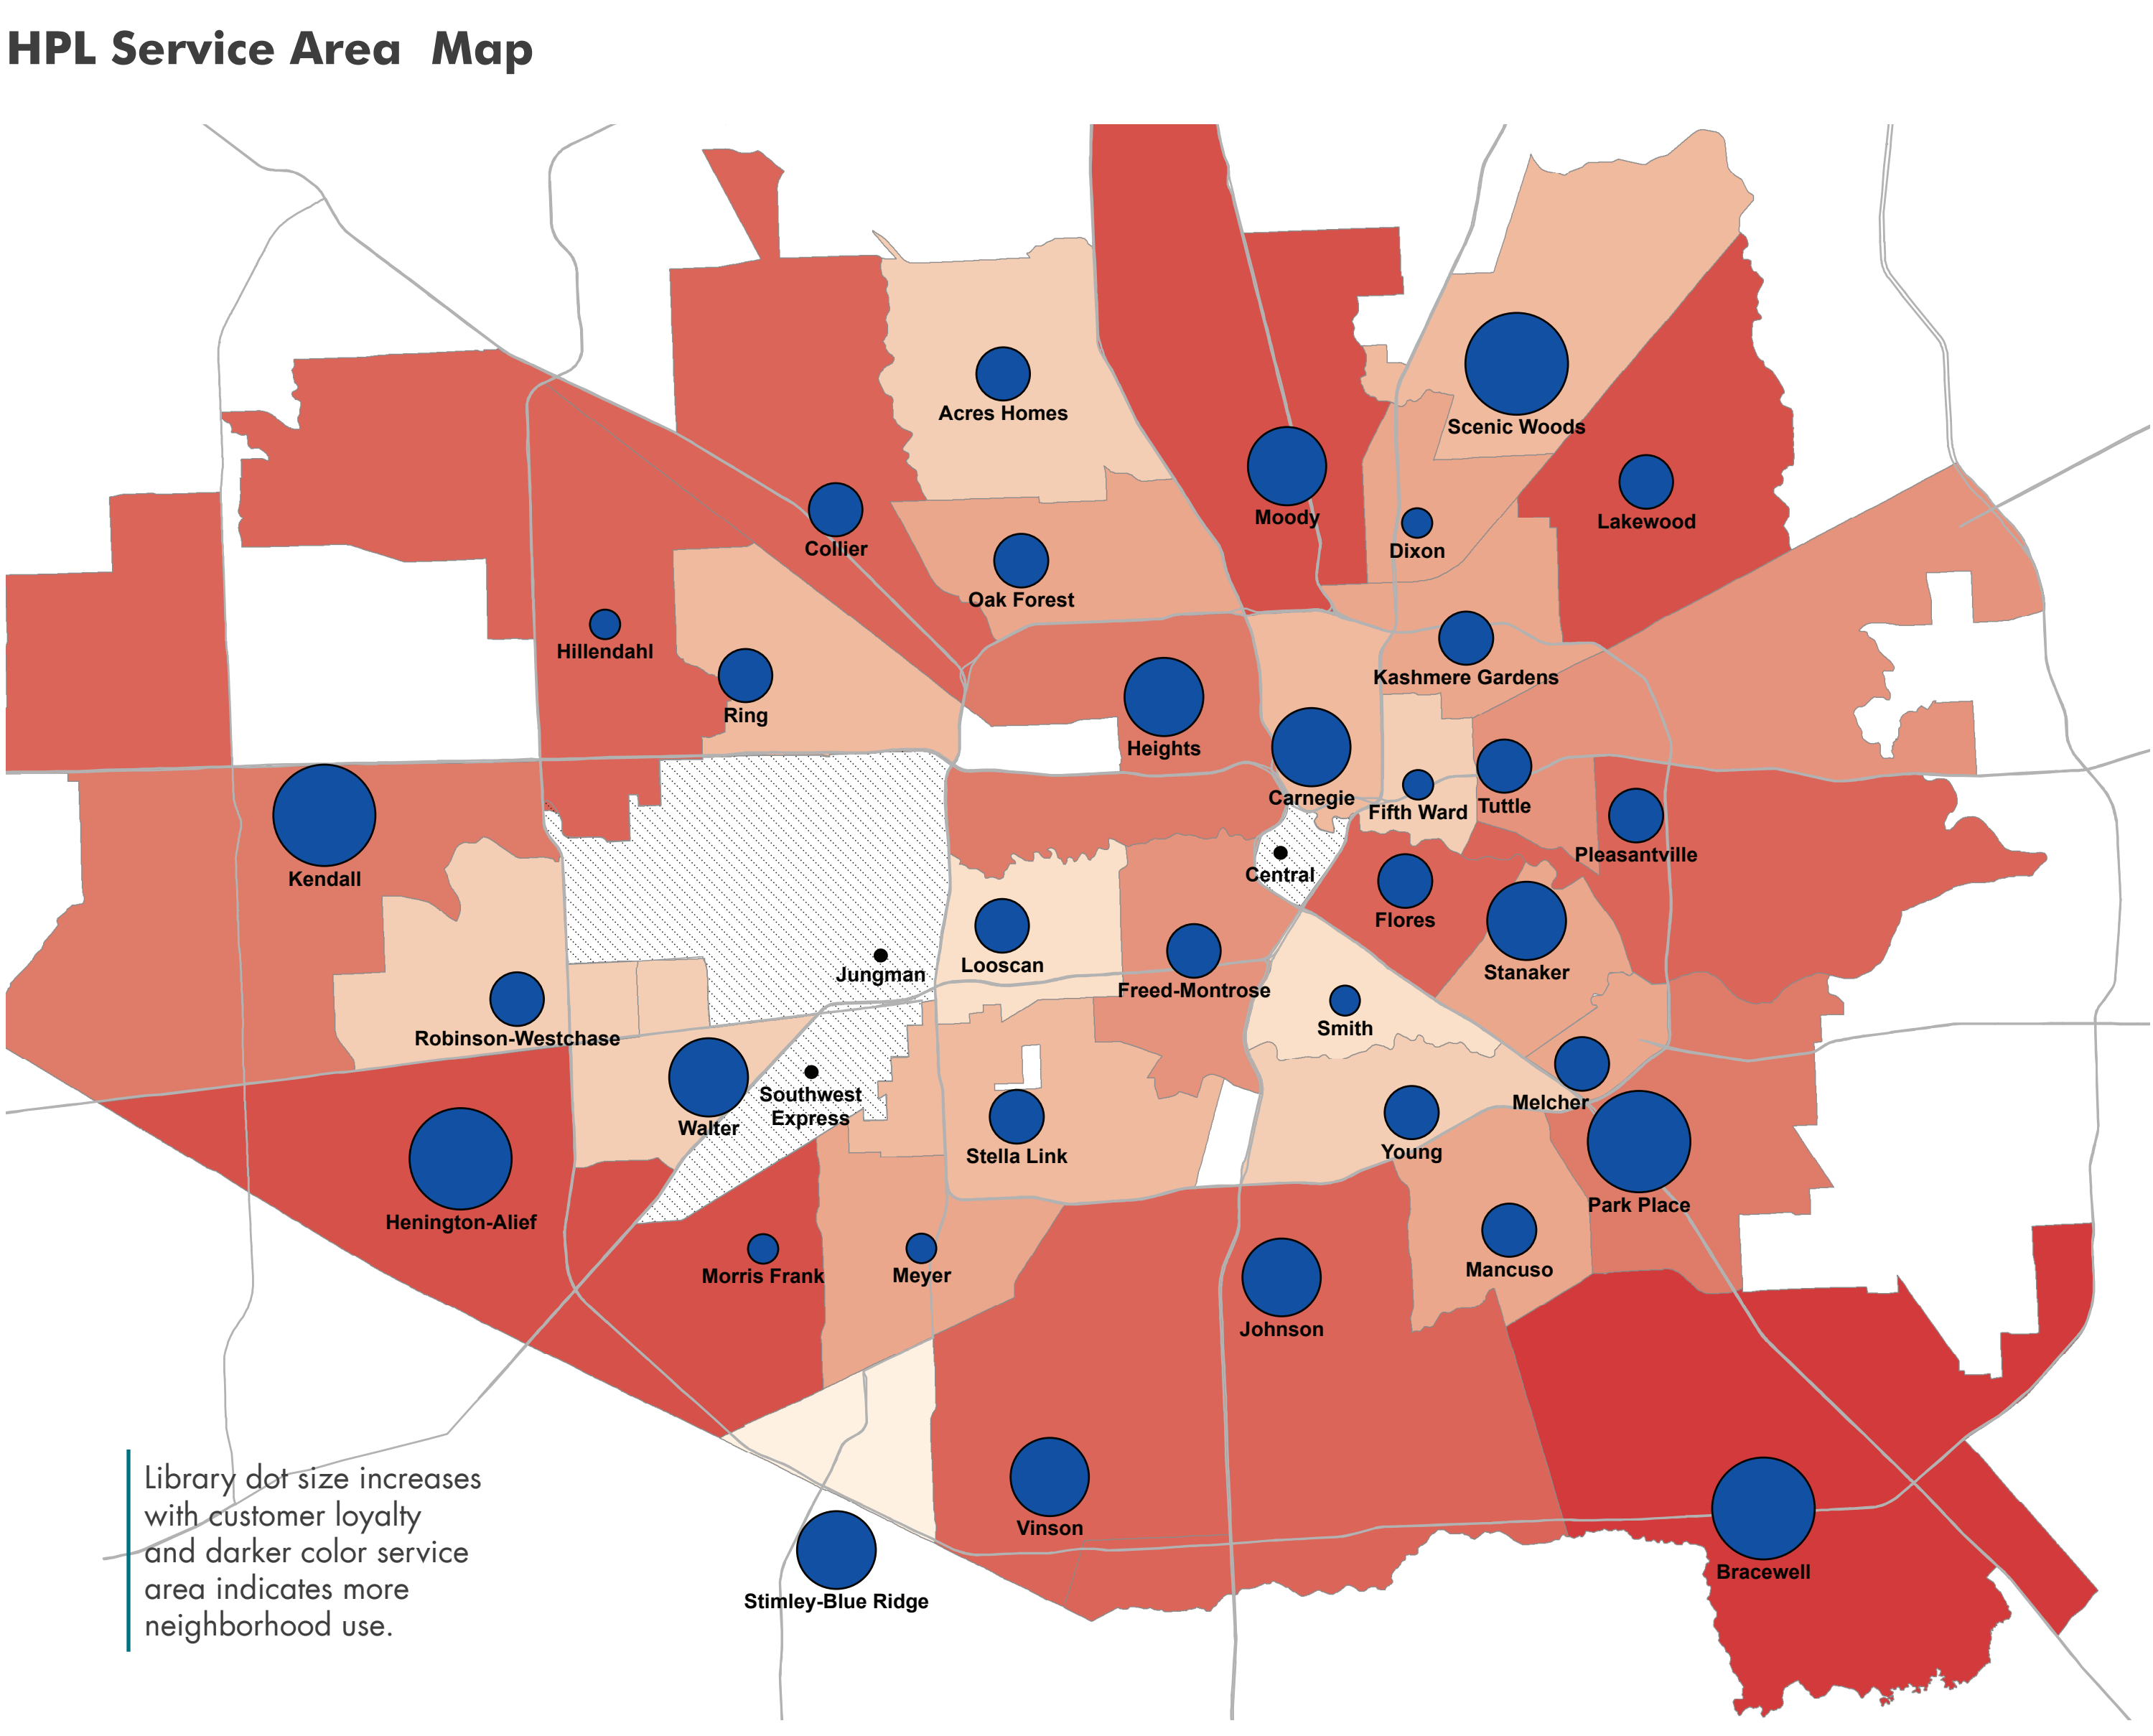 HPL Service Area  Map
Acres Homes
Scenic Woods
Moody
Lakewood
Collier
Dixon
Oak Forest
Hillendahl
Kashmere Gardens
Ring
Heights
Carnegie
Tuttle
Fifth Ward
Pleasantville
Kendall
Central
Flores
Looscan
Stanaker
Jungman
Freed-Montrose
Smith
Robinson-Westchase
Southwest
Express
Melcher
Walter
Young
Stella Link
Park Place
Henington-Alief
Mancuso
Morris Frank
Meyer
Johnson
Library dot size increases
with customer loyalty
and darker color service
area indicates more
neighborhood use.
Vinson
Bracewell
Stimley-Blue Ridge